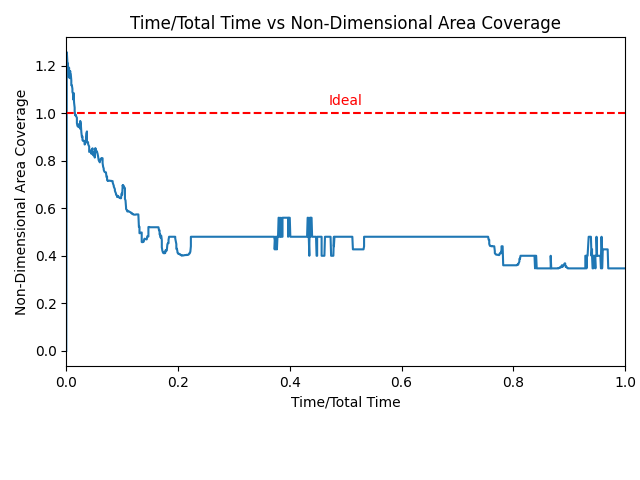 Time/Total Time vs Non-Dimensional Area Coverage
1.2
1.0
0.8
0.6
0.4
0.2
0.0
Non-Dimensional Area Coverage
Ideal
0.0 0.2 0.4 0.6 0.8 1.0
Time/Total Time